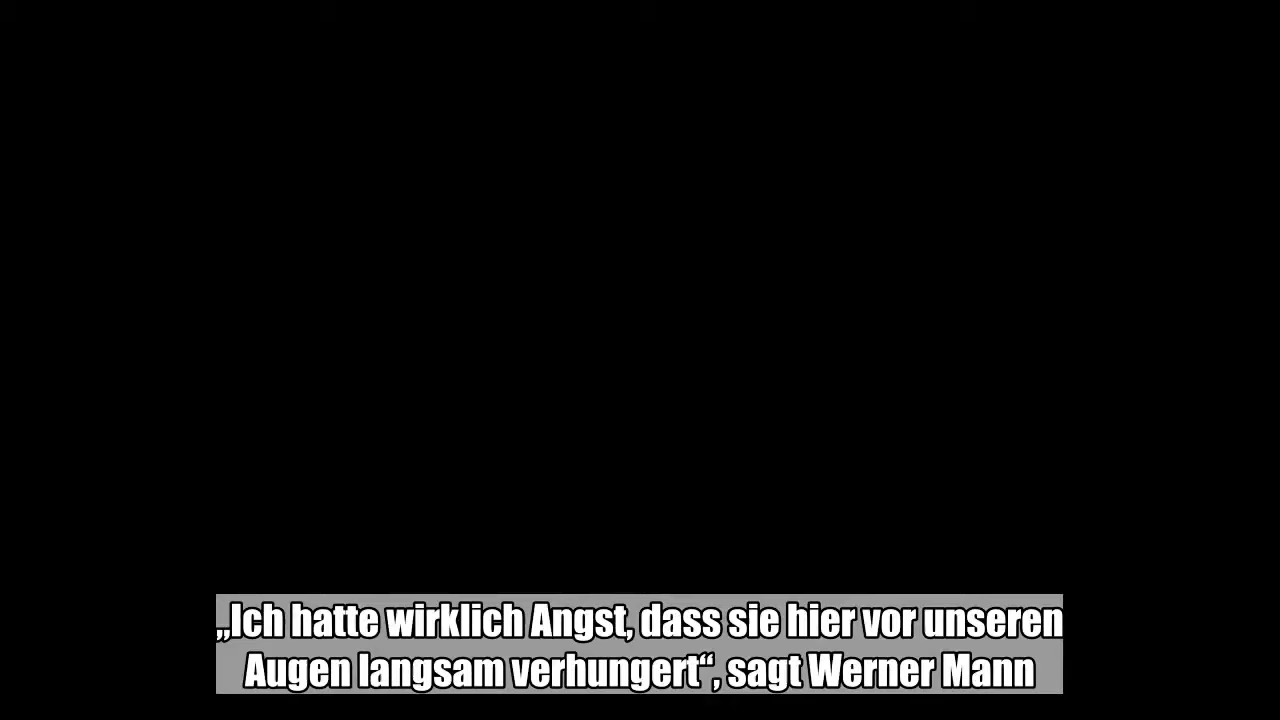 „Ich hatte wirklich Angst, dass sie hier vor unseren
Augen langsam verhungert“, sagt Werner Mann